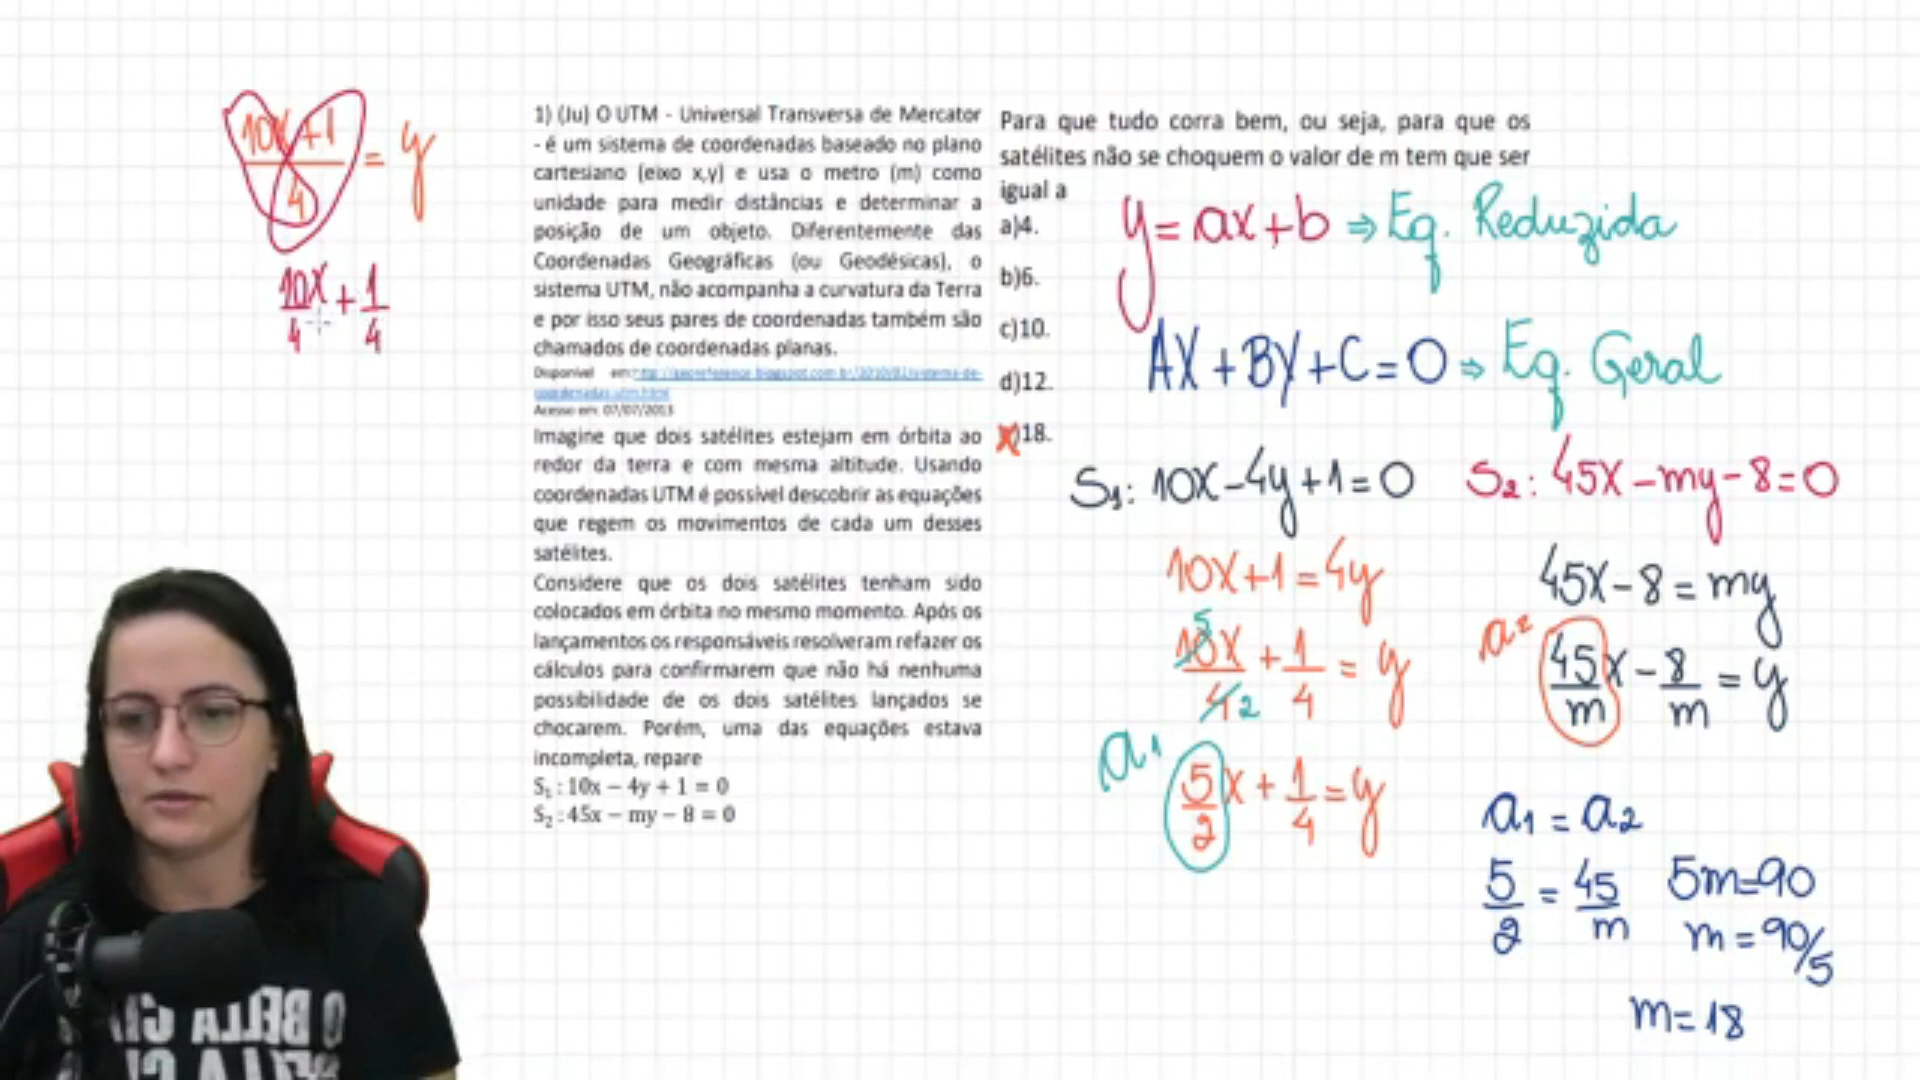 10x+1
4
= y
10x/4 + 1/4
1) (Ju) O UTM - Universal Transversa de Mercator
- é um sistema de coordenadas baseado no plano
cartesiano (eixo x,y) e usa o metro (m) como
unidade para medir distâncias e determinar a
posição de um objeto. Diferentemente das
Coordenadas Geográficas (ou Geodésicas), o
sistema UTM, não acompanha a curvatura da Terra
e por isso seus pares de coordenadas também são
chamados de coordenadas planas.
Disponível em:
Acesso em: 07/07/2013
Imagine que dois satélites estejam em órbita ao
redor da terra e com mesma altitude. Usando
coordenadas UTM é possível descobrir as equações
que regem os movimentos de cada um desses
satélites.
Considere que os dois satélites tenham sido
colocados em órbita no mesmo momento. Após os
lançamentos os responsáveis resolveram refazer os
cálculos para confirmarem que não há nenhuma
possibilidade de os dois satélites lançados se
chocarem. Porém, uma das equações estava
incompleta, repare
S₁ : 10x − 4y + 1 = 0
S₂ : 45x − my − 8 = 0
Para que tudo corra bem, ou seja, para que os
satélites não se choquem o valor de m tem que ser
igual a
a)4.
b)6.
c)10.
d)12.
)18.
y = ax+b ⇒ Eq. Reduzida
AX+BY+C=0 ⇒ Eq. Geral
S₁: 10x-4y+1=0
10x+1=4y
10x/4 + 1/4 = y
5
2
a₁
5/2 x + 1/4 = y
S₂: 45x-my-8=0
45x-8=my
a₂
45/m x - 8/m = y
a₁ = a₂
5/2 = 45/m
5m=90
m=90/5
m=18
O BELLA